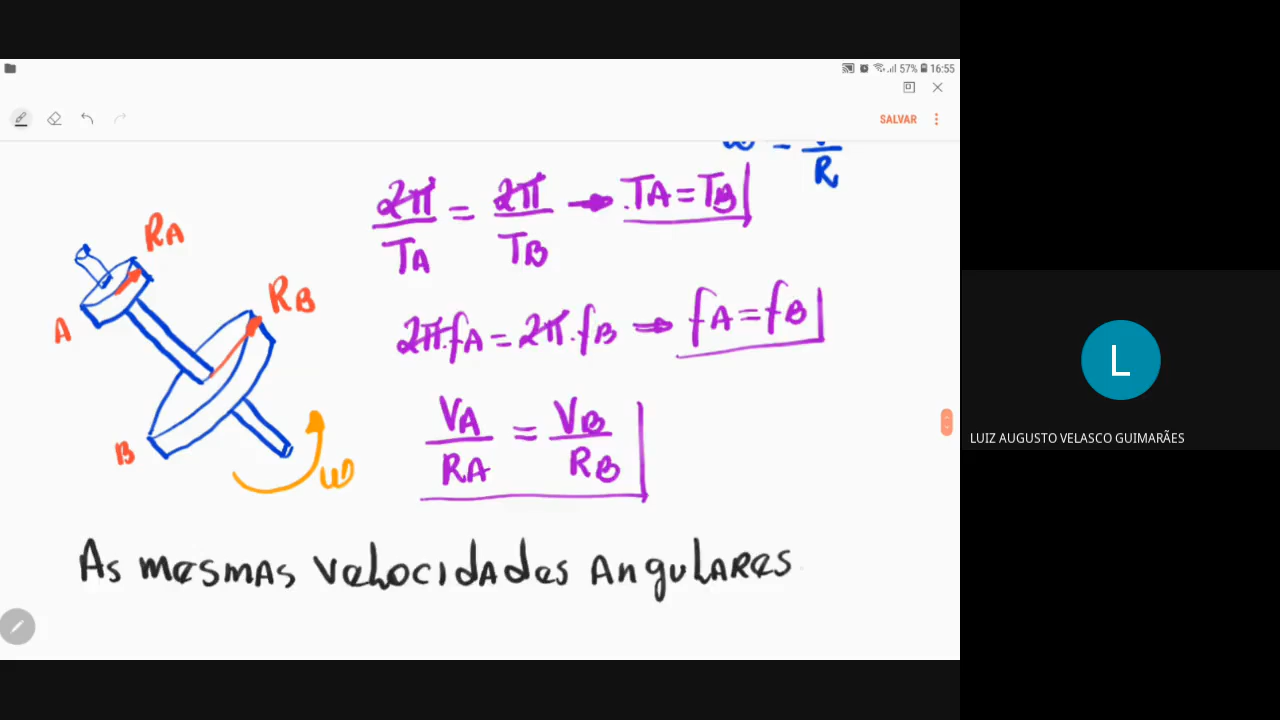 57% 16:55
SALVAR
ω = V/R
2π/TA = 2π/TB → TA = TB
RA
RB
A
2π.fA = 2π.fB → fA = fB
VA/RA = VB/RB
B
ω
As mesmas velocidades angulares
L
LUIZ AUGUSTO VELASCO GUIMARÃES